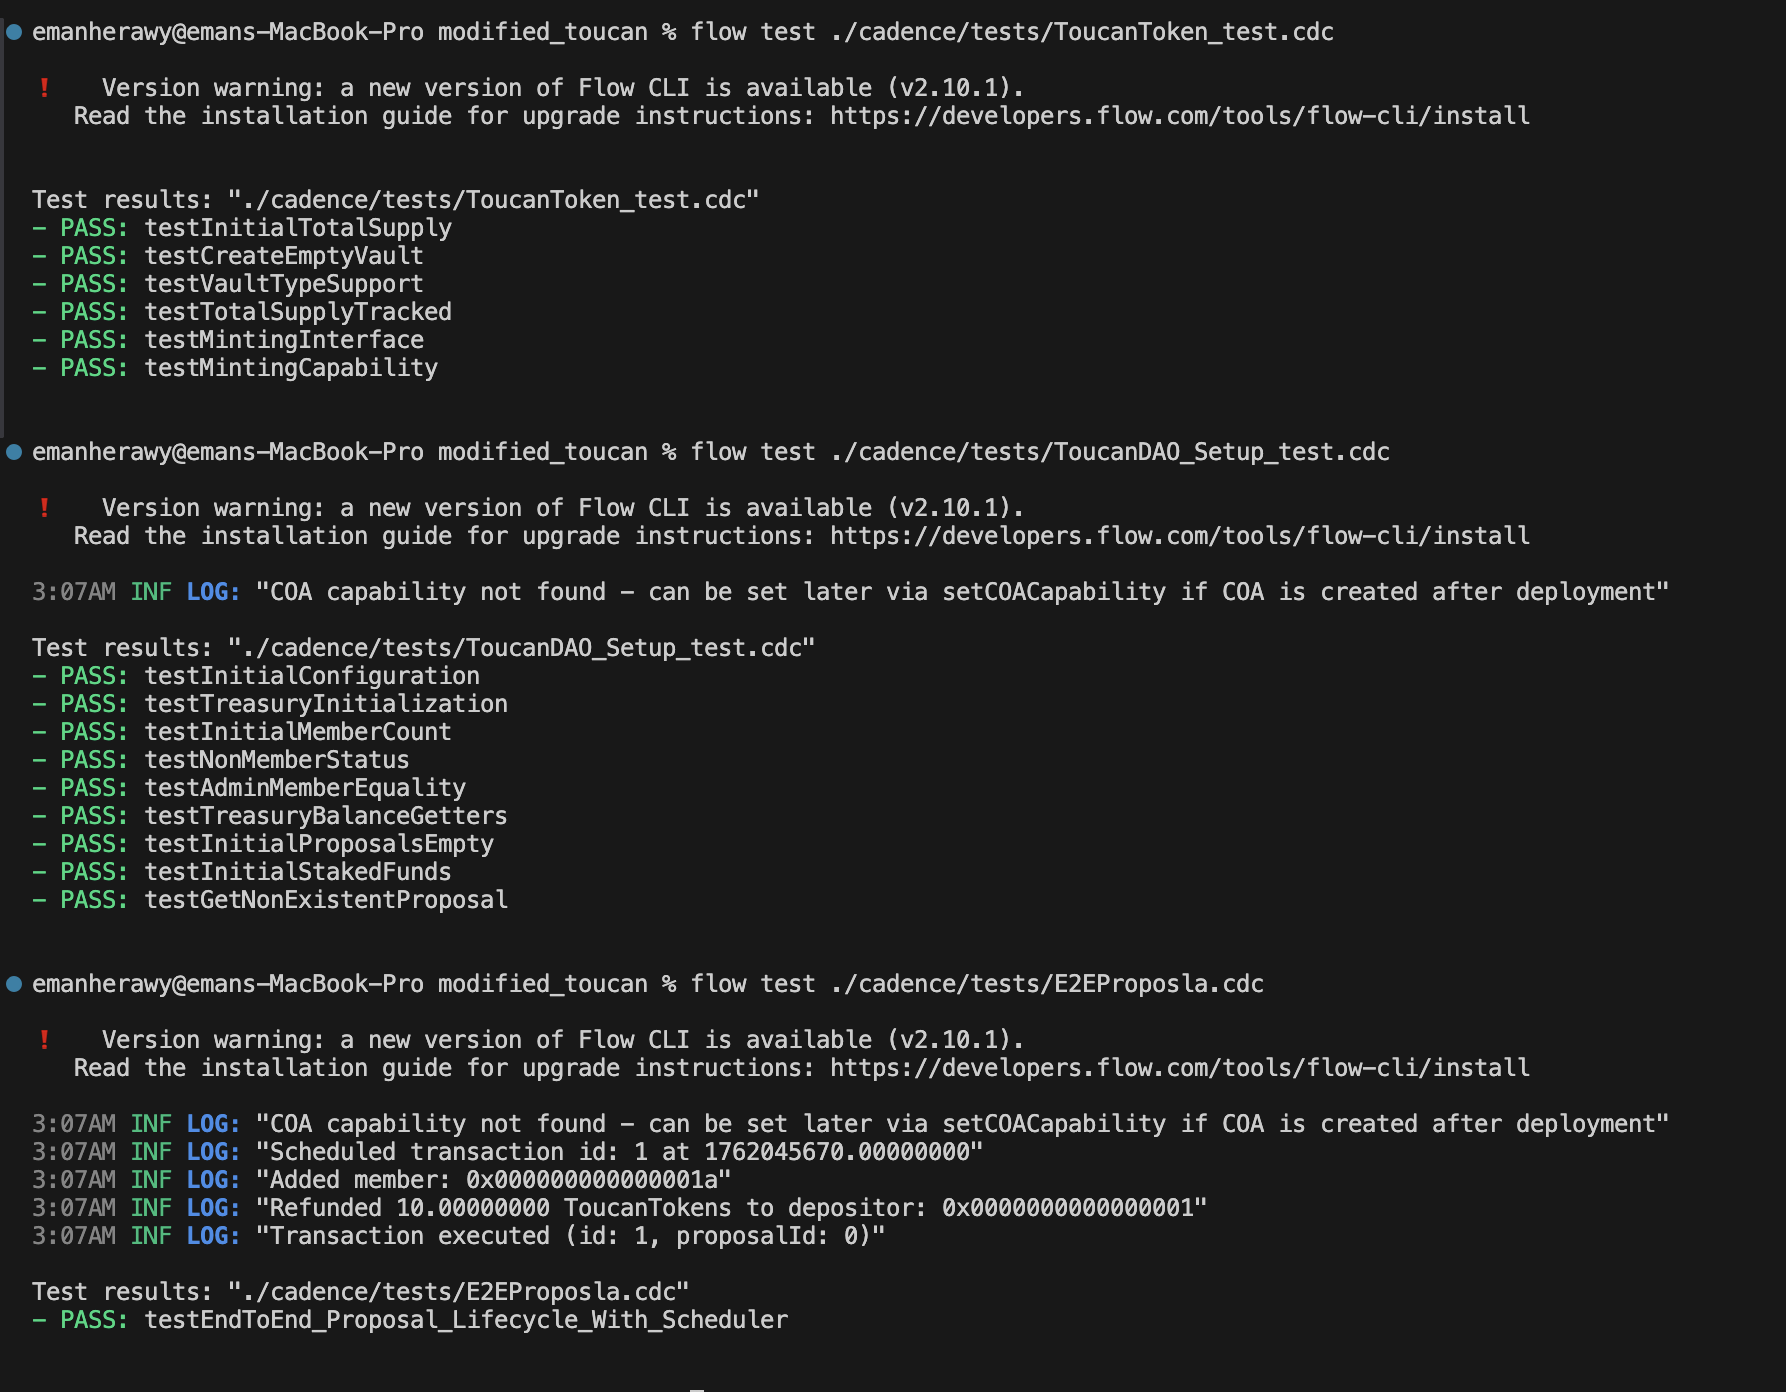 emanherawy@emans-MacBook-Pro modified_toucan % flow test ./cadence/tests/ToucanToken_test.cdc
! Version warning: a new version of Flow CLI is available (v2.10.1).
Read the installation guide for upgrade instructions: https://developers.flow.com/tools/flow-cli/install
Test results: "./cadence/tests/ToucanToken_test.cdc"
- PASS: testInitialTotalSupply
- PASS: testCreateEmptyVault
- PASS: testVaultTypeSupport
- PASS: testTotalSupplyTracked
- PASS: testMintingInterface
- PASS: testMintingCapability
emanherawy@emans-MacBook-Pro modified_toucan % flow test ./cadence/tests/ToucanDAO_Setup_test.cdc
! Version warning: a new version of Flow CLI is available (v2.10.1).
Read the installation guide for upgrade instructions: https://developers.flow.com/tools/flow-cli/install
3:07AM INF LOG: "COA capability not found - can be set later via setCOACapability if COA is created after deployment"
Test results: "./cadence/tests/ToucanDAO_Setup_test.cdc"
- PASS: testInitialConfiguration
- PASS: testTreasuryInitialization
- PASS: testInitialMemberCount
- PASS: testNonMemberStatus
- PASS: testAdminMemberEquality
- PASS: testTreasuryBalanceGetters
- PASS: testInitialProposalsEmpty
- PASS: testInitialStakedFunds
- PASS: testGetNonExistentProposal
emanherawy@emans-MacBook-Pro modified_toucan % flow test ./cadence/tests/E2EProposla.cdc
! Version warning: a new version of Flow CLI is available (v2.10.1).
Read the installation guide for upgrade instructions: https://developers.flow.com/tools/flow-cli/install
3:07AM INF LOG: "COA capability not found - can be set later via setCOACapability if COA is created after deployment"
3:07AM INF LOG: "Scheduled transaction id: 1 at 1762045670.00000000"
3:07AM INF LOG: "Added member: 0x000000000000001a"
3:07AM INF LOG: "Refunded 10.00000000 ToucanTokens to depositor: 0x0000000000000001"
3:07AM INF LOG: "Transaction executed (id: 1, proposalId: 0)"
Test results: "./cadence/tests/E2EProposla.cdc"
- PASS: testEndToEnd_Proposal_Lifecycle_With_Scheduler